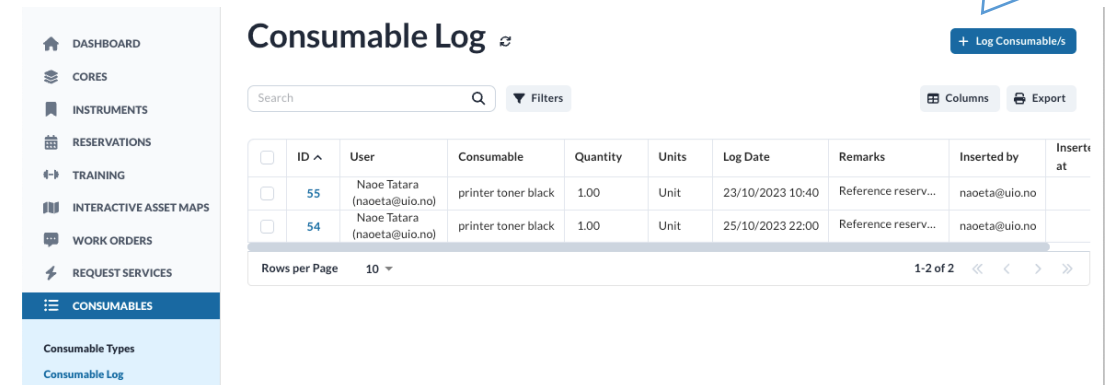 DASHBOARD
CORES
INSTRUMENTS
RESERVATIONS
TRAINING
INTERACTIVE ASSET MAPS
WORK ORDERS
REQUEST SERVICES
CONSUMABLES
Consumable Types
Consumable Log
Consumable Log
+ Log Consumable/s
Search
Filters
Columns
Export
ID User Consumable Quantity Units Log Date Remarks Inserted by Inserte
at
55 Naoe Tatara (naoeta@uio.no) printer toner black 1.00 Unit 23/10/2023 10:40 Reference reserv... naoeta@uio.no
54 Naoe Tatara (naoeta@uio.no) printer toner black 1.00 Unit 25/10/2023 22:00 Reference reserv... naoeta@uio.no
Rows per Page 10 1-2 of 2